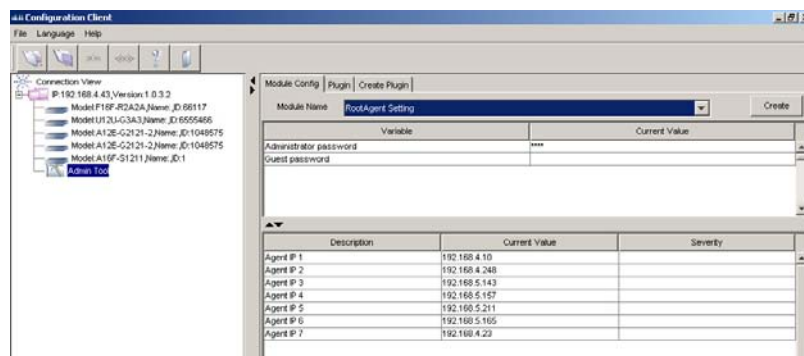 Configuration Client
File Language Help
Connection View
IP:192.168.4.43,Version:1.0.3.2
Model:F16F-R2A2A,Name: ,ID:66117
Model:U12U-G3A3,Name: ,ID:6555466
Model:A12E-G2121-2,Name: ,ID:1048575
Model:A12E-G2121-2,Name: ,ID:1048575
Model:A16F-S1211,Name: ,ID:1
Admin Tool
Module Config Plugin Create Plugin
Module Name RootAgent Setting Create
Variable Current Value
Administrator password ****
Guest password
Description Current Value Severity
Agent IP 1 192.168.4.10
Agent IP 2 192.168.4.248
Agent IP 3 192.168.5.143
Agent IP 4 192.168.5.157
Agent IP 5 192.168.5.211
Agent IP 6 192.168.5.165
Agent IP 7 192.168.4.23